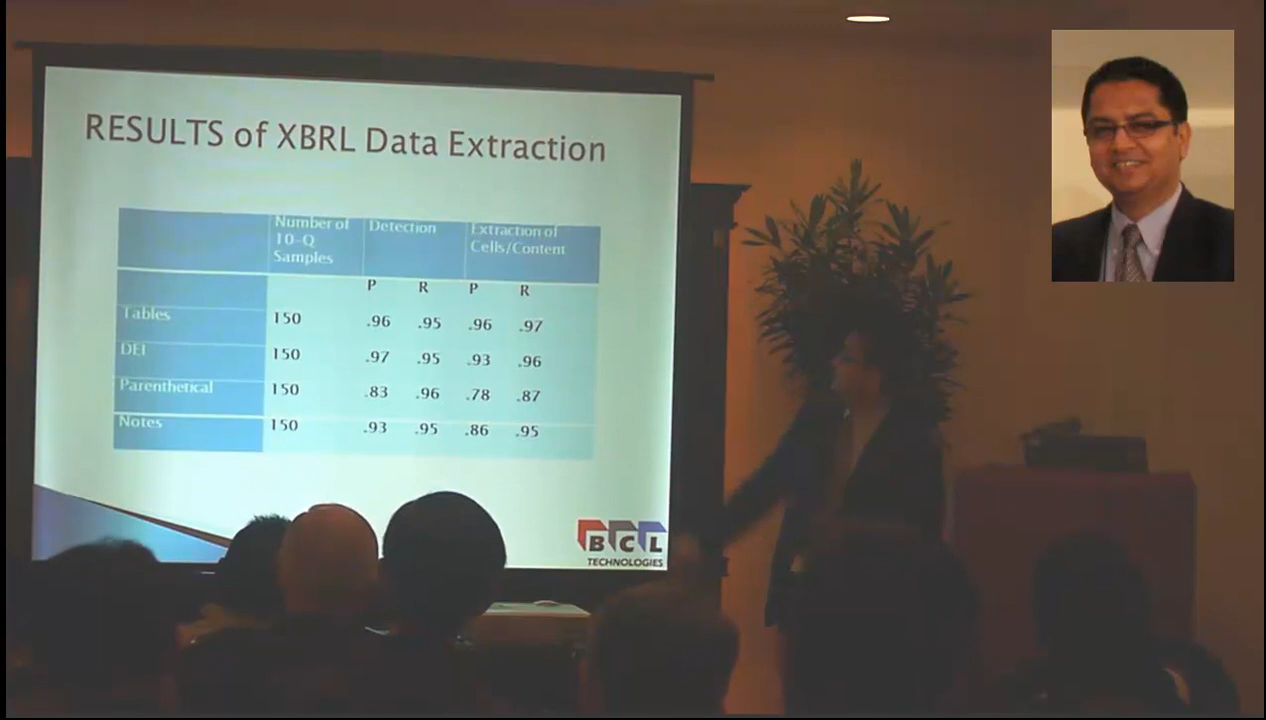 RESULTS of XBRL Data Extraction
Number of
10-Q
Samples
Detection
Extraction of
Cells/Content
P R P R
Tables 150 .96 .95 .96 .97
DEI 150 .97 .95 .93 .96
Parenthetical 150 .83 .96 .78 .87
Notes 150 .93 .95 .86 .95
BCL
TECHNOLOGIES